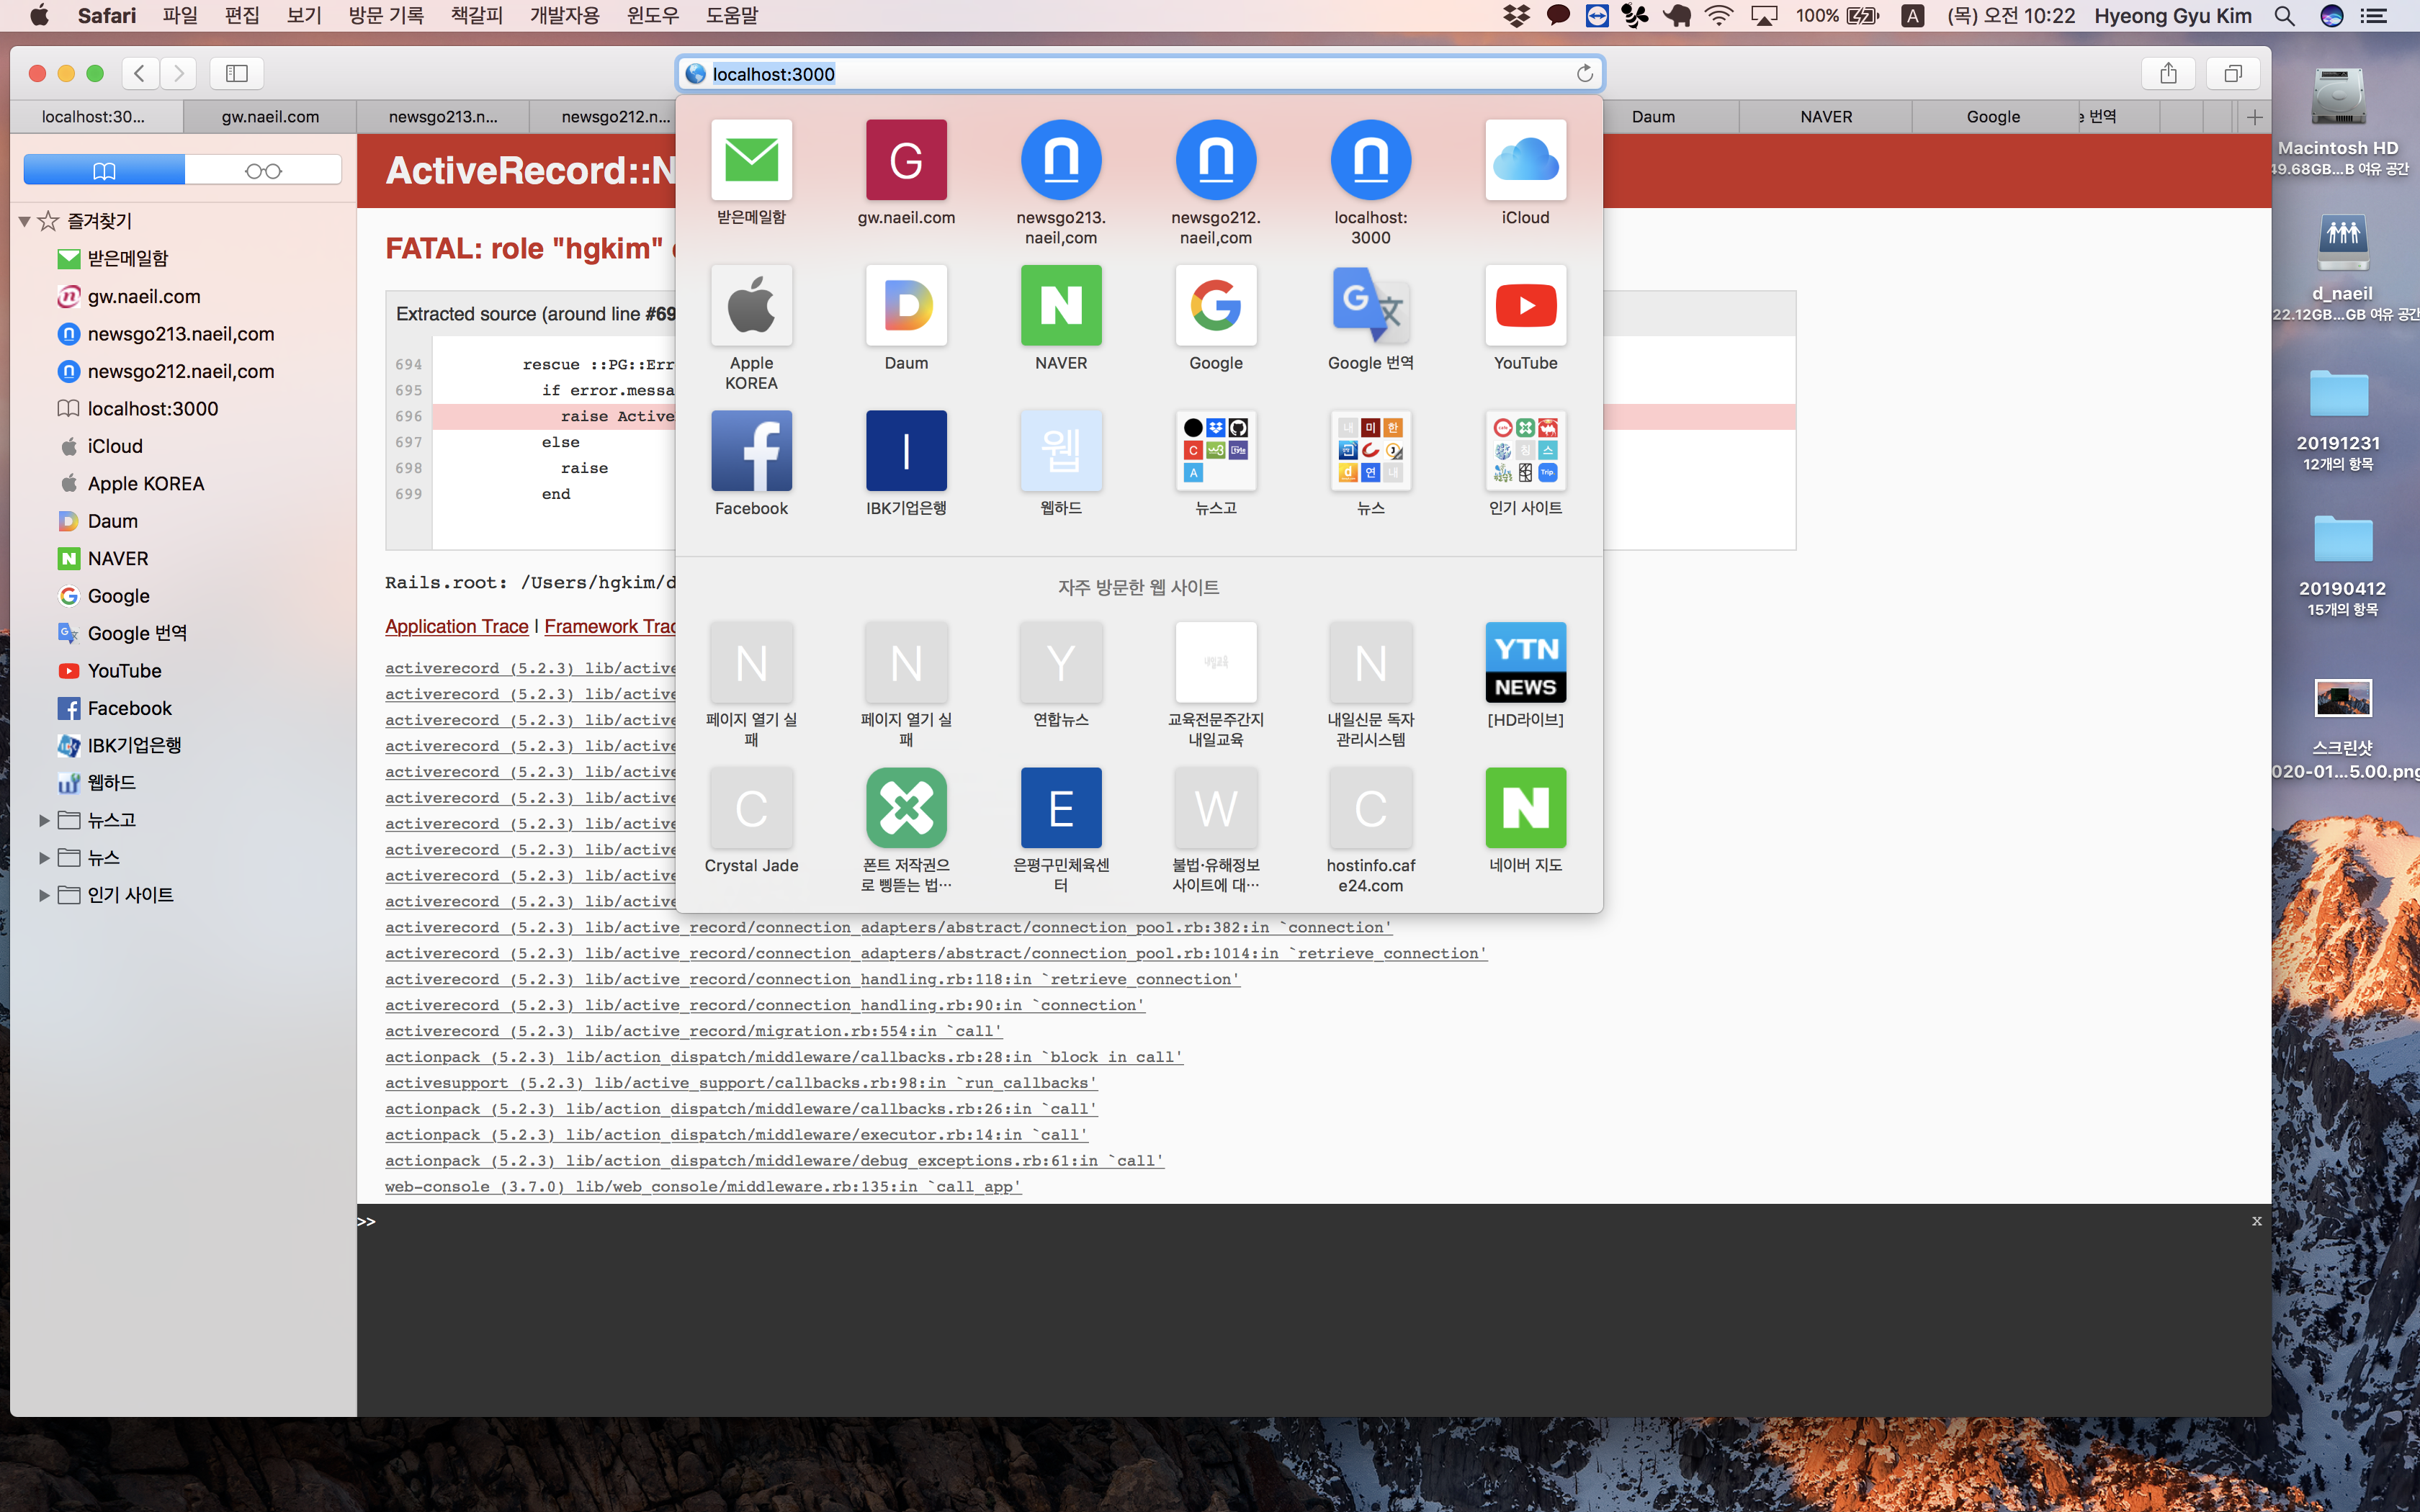 Safari 파일 편집 보기 방문 기록 책갈피 개발자용 윈도우 도움말 100% A (목) 오전 10:22 Hyeong Gyu Kim
localhost:3000
localhost:30... gw.naeil.com newsgo213.n... newsgo212.n... Daum NAVER Google 번역
즐겨찾기
받은메일함
gw.naeil.com
newsgo213.naeil,com
newsgo212.naeil,com
localhost:3000
iCloud
Apple KOREA
Daum
NAVER
Google
Google 번역
YouTube
Facebook
IBK기업은행
웹하드
뉴스고
뉴스
인기 사이트
ActiveRecord::N
FATAL: role "hgkim"
Extracted source (around line #69
694 rescue ::PG::Err
695 if error.messa
696 raise Active
697 else
698 raise
699 end
Rails.root: /Users/hgkim/d
Application Trace | Framework Trac
activerecord (5.2.3) lib/active
activerecord (5.2.3) lib/active
activerecord (5.2.3) lib/active
activerecord (5.2.3) lib/active
activerecord (5.2.3) lib/active
activerecord (5.2.3) lib/active
activerecord (5.2.3) lib/active
activerecord (5.2.3) lib/active
activerecord (5.2.3) lib/active
activerecord (5.2.3) lib/active
activerecord (5.2.3) lib/active_record/connection_adapters/abstract/connection_pool.rb:382:in `connection'
activerecord (5.2.3) lib/active_record/connection_adapters/abstract/connection_pool.rb:1014:in `retrieve_connection'
activerecord (5.2.3) lib/active_record/connection_handling.rb:118:in `retrieve_connection'
activerecord (5.2.3) lib/active_record/connection_handling.rb:90:in `connection'
activerecord (5.2.3) lib/active_record/migration.rb:554:in `call'
actionpack (5.2.3) lib/action_dispatch/middleware/callbacks.rb:28:in `block in call'
activesupport (5.2.3) lib/active_support/callbacks.rb:98:in `run_callbacks'
actionpack (5.2.3) lib/action_dispatch/middleware/callbacks.rb:26:in `call'
actionpack (5.2.3) lib/action_dispatch/middleware/executor.rb:14:in `call'
actionpack (5.2.3) lib/action_dispatch/middleware/debug_exceptions.rb:61:in `call'
web-console (3.7.0) lib/web_console/middleware.rb:135:in `call_app'
>> x
G
받은메일함 gw.naeil.com newsgo213. newsgo212. localhost: iCloud
naeil,com naeil,com 3000
Apple Daum NAVER Google Google 번역 YouTube
KOREA
I 웹
Facebook IBK기업은행 웹하드 뉴스고 뉴스 인기 사이트
자주 방문한 웹 사이트
N N Y 내일교육 N YTN
NEWS
페이지 열기 실 페이지 열기 실 연합뉴스 교육전문주간지 내일신문 독자 [HD라이브]
패 패 내일교육 관리시스템
C E W C N
Crystal Jade 폰트 저작권으 은평구민체육센 불법·유해정보 hostinfo.caf 네이버 지도
로 삥뜯는 법… 터 사이트에 대… e24.com
Macintosh HD
49.68GB...B 여유 공간
d_naeil
22.12GB...GB 여유 공간
20191231
12개의 항목
20190412
15개의 항목
스크린샷
020-01...5.00.png